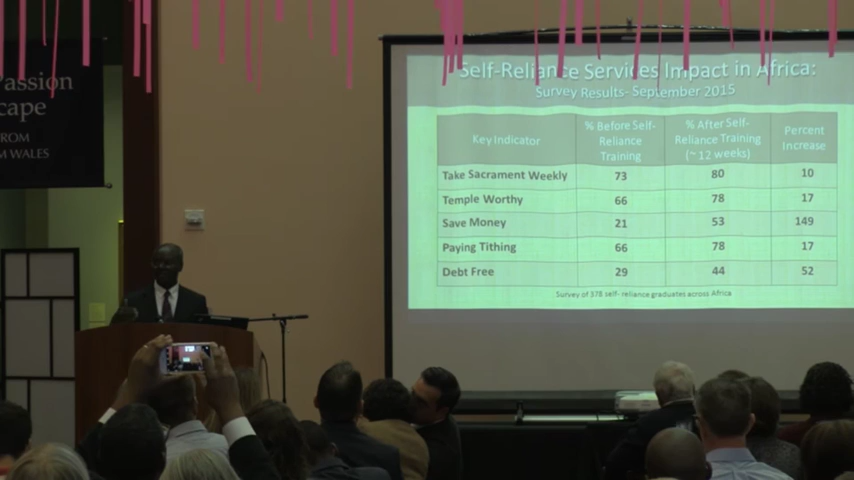 Passion
cape
ROM
M WALES
Self-Reliance Services Impact in Africa:
Survey Results- September 2015
Key Indicator % Before Self-Reliance Training % After Self-Reliance Training (~12 weeks) Percent Increase
Take Sacrament Weekly 73 80 10
Temple Worthy 66 78 17
Save Money 21 53 149
Paying Tithing 66 78 17
Debt Free 29 44 52
Survey of 378 self- reliance graduates across Africa